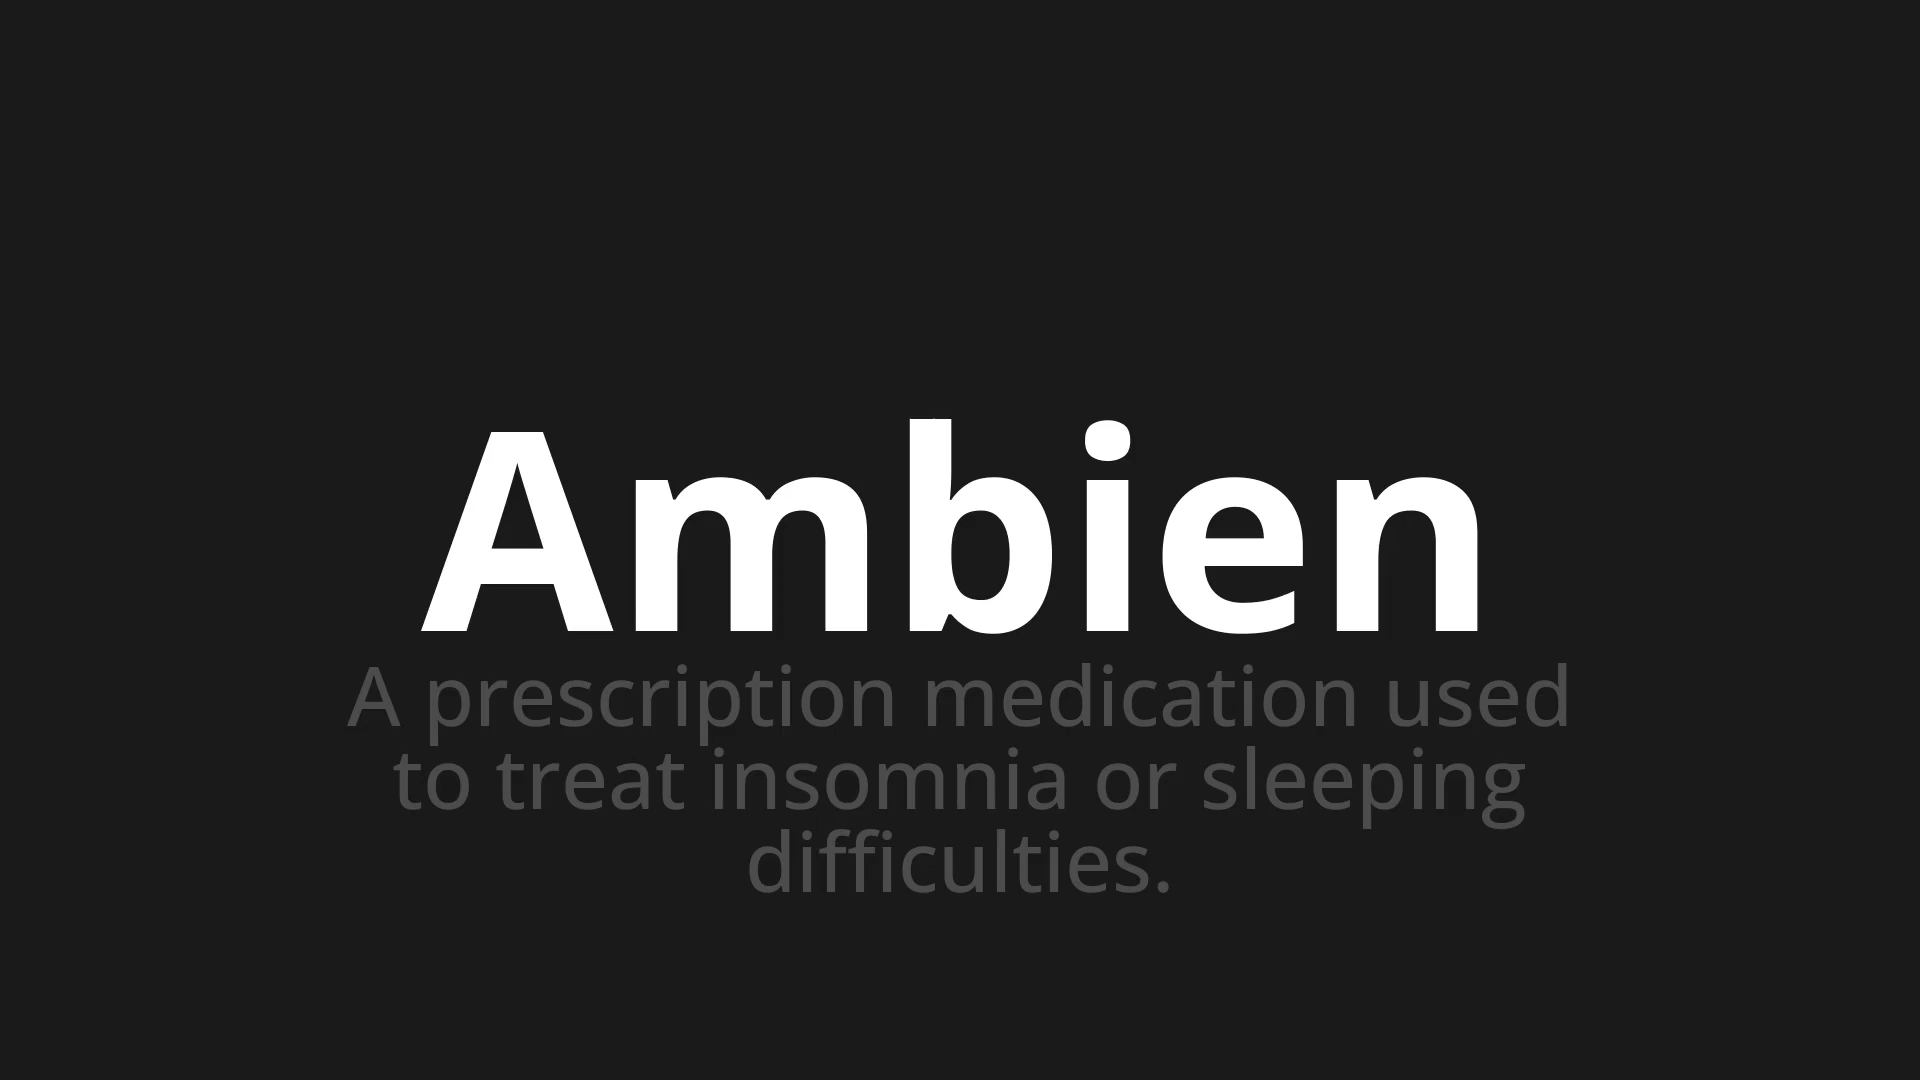 Ambien
A prescription medication used
to treat insomnia or sleeping
difficulties.